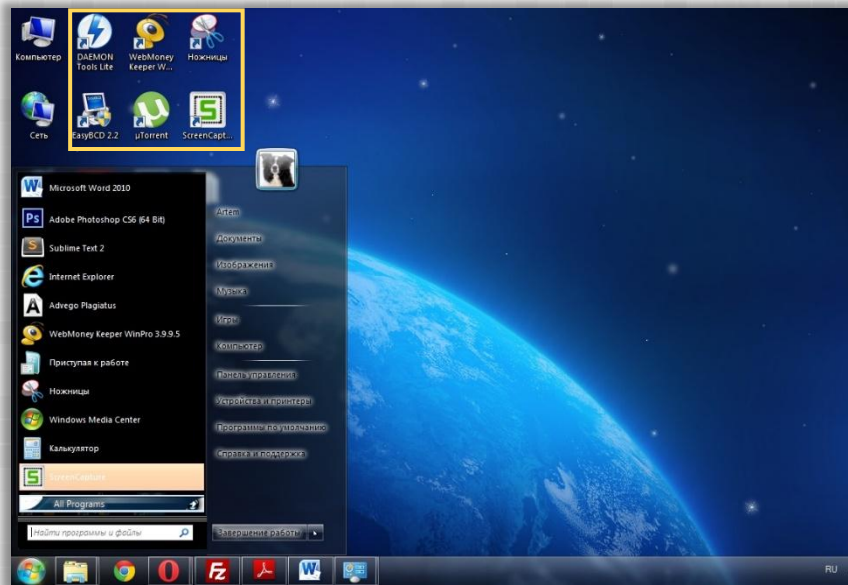 Компьютер
DAEMON
Tools Lite
WebMoney
Keeper W...
Ножницы
Сеть
EasyBCD 2.2
µTorrent
ScreenCapt...
Microsoft Word 2010
Adobe Photoshop CS6 (64 Bit)
Sublime Text 2
Internet Explorer
Advego Plagiatus
WebMoney Keeper WinPro 3.9.9.5
Приступая к работе
Ножницы
Windows Media Center
Калькулятор
ScreenCapture
All Programs
Найти программы и файлы
Artem
Документы
Изображения
Музыка
Игры
Компьютер
Панель управления
Устройства и принтеры
Программы по умолчанию
Справка и поддержка
Завершение работы
RU